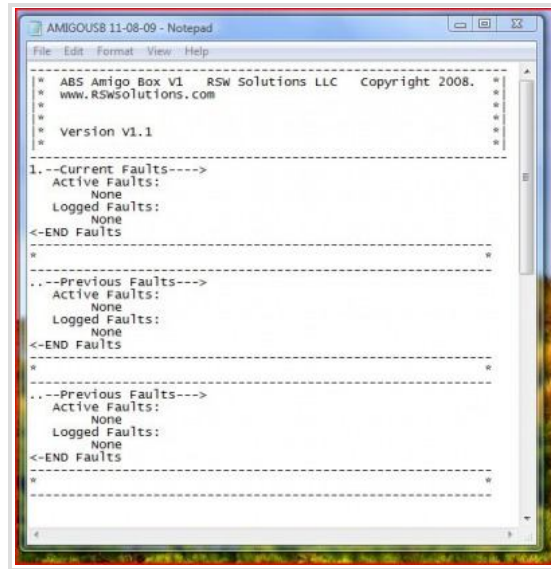 AMIGOUSB 11-08-09 - Notepad
File Edit Format View Help
----------------------------------------------------------------
|* ABS Amigo Box V1 RSW Solutions LLC Copyright 2008. *|
|* www.RSWsolutions.com *|
|* *|
|* *|
|* Version V1.1 *|
|* *|
----------------------------------------------------------------
1.--Current Faults---->
Active Faults:
None
Logged Faults:
None
<-END Faults
--------------------------------------------------------------
* *
--------------------------------------------------------------
..--Previous Faults--->
Active Faults:
None
Logged Faults:
None
<-END Faults
--------------------------------------------------------------
* *
--------------------------------------------------------------
..--Previous Faults--->
Active Faults:
None
Logged Faults:
None
<-END Faults
--------------------------------------------------------------
* *
--------------------------------------------------------------